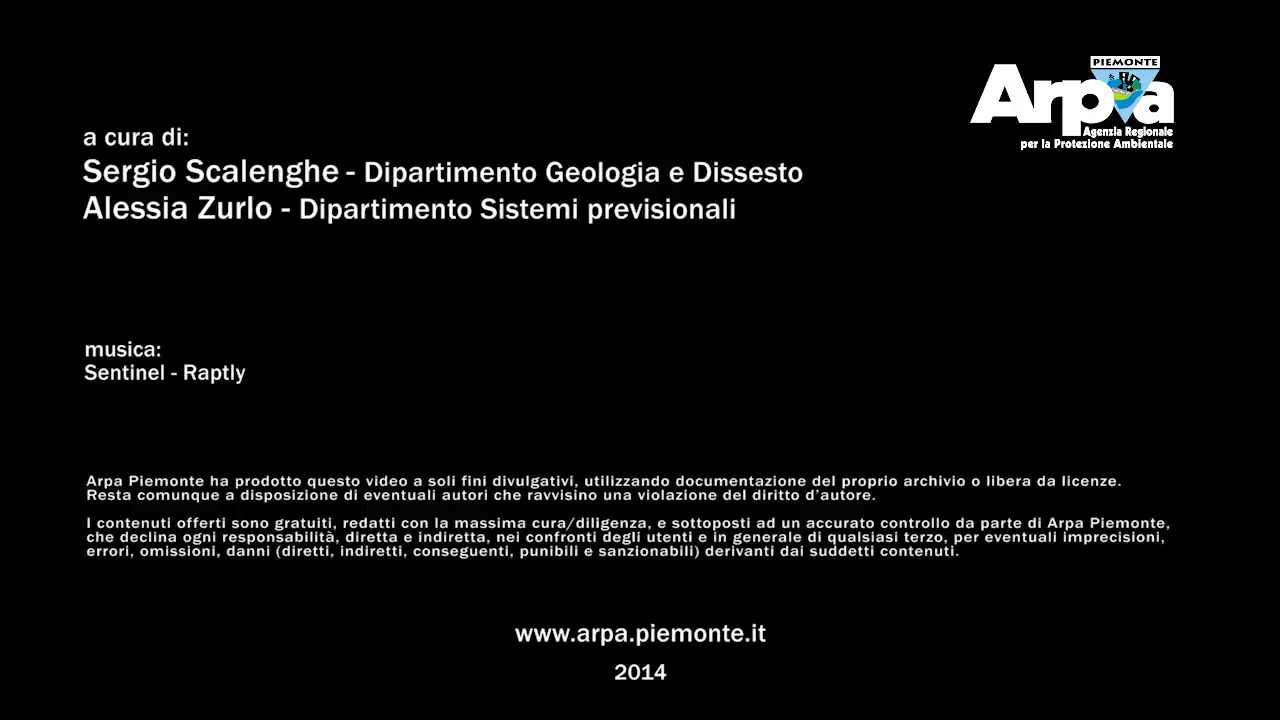 PIEMONTE
Arpa
Agenzia Regionale
per la Protezione Ambientale
a cura di:
Sergio Scalenghe - Dipartimento Geologia e Dissesto
Alessia Zurlo - Dipartimento Sistemi previsionali
musica:
Sentinel - Raptly
Arpa Piemonte ha prodotto questo video a soli fini divulgativi, utilizzando documentazione del proprio archivio o libera da licenze.
Resta comunque a disposizione di eventuali autori che ravvisino una violazione del diritto d'autore.
I contenuti offerti sono gratuiti, redatti con la massima cura/diligenza, e sottoposti ad un accurato controllo da parte di Arpa Piemonte,
che declina ogni responsabilità, diretta e indiretta, nei confronti degli utenti e in generale di qualsiasi terzo, per eventuali imprecisioni,
errori, omissioni, danni (diretti, indiretti, conseguenti, punibili e sanzionabili) derivanti dai suddetti contenuti.
www.arpa.piemonte.it
2014